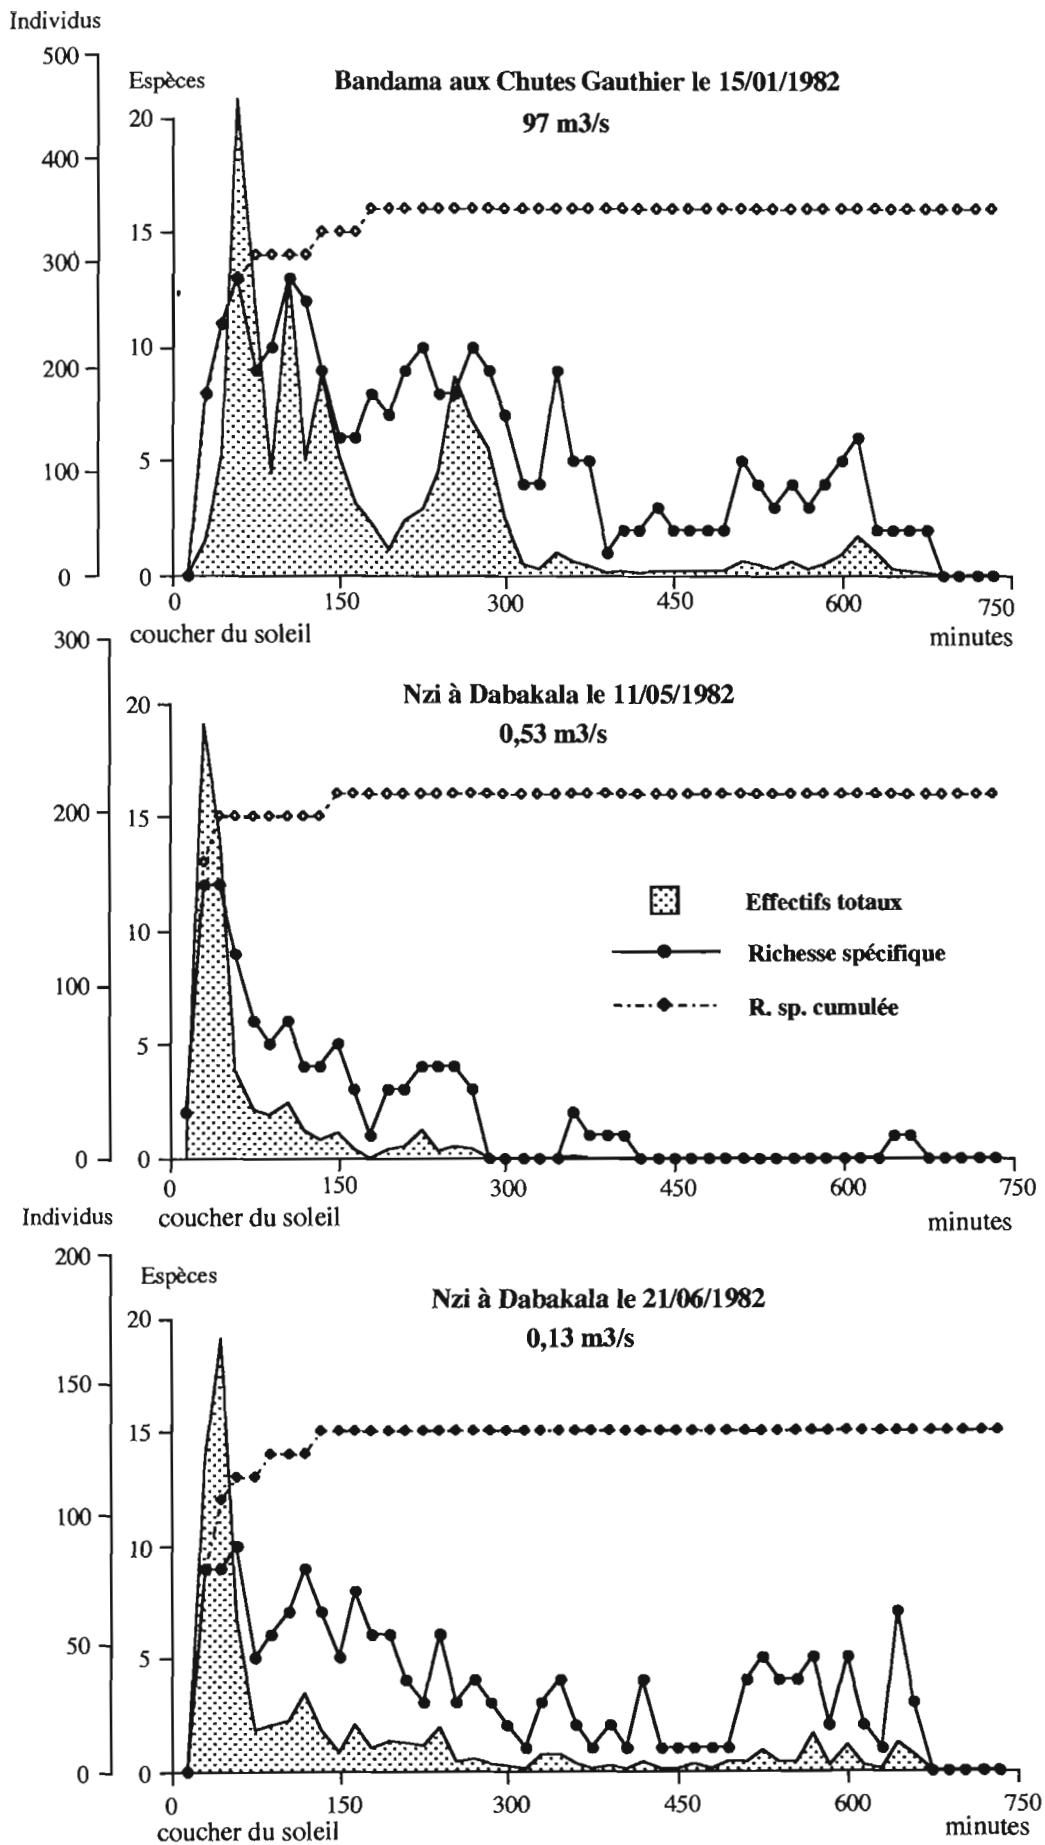 Individus
500
400
300
200
100
0
Espèces
20
15
10
5
0
Bandama aux Chutes Gauthier le 15/01/1982
97 m3/s
0 150 300 450 600 750
coucher du soleil minutes
300
200
100
0
20
15
10
5
0
Nzi à Dabakala le 11/05/1982
0,53 m3/s
Effectifs totaux
Richesse spécifique
R. sp. cumulée
0 150 300 450 600 750
Individus coucher du soleil minutes
200
150
100
50
0
Espèces
20
15
10
5
0
Nzi à Dabakala le 21/06/1982
0,13 m3/s
0 150 300 450 600 750
coucher du soleil minutes